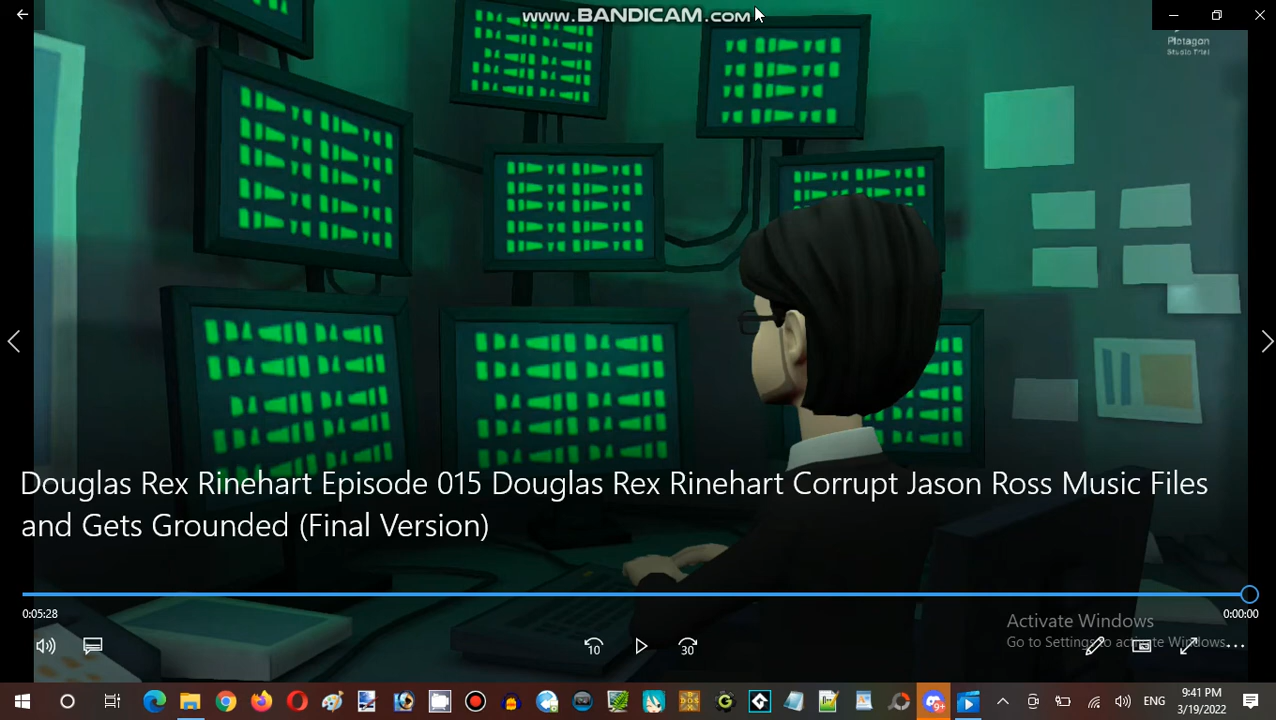 www.BANDICAM.com
Plotagon
Studio Trial
Douglas Rex Rinehart Episode 015 Douglas Rex Rinehart Corrupt Jason Ross Music Files
and Gets Grounded (Final Version)
0:05:28
0:00:00
10
30
Activate Windows
Go to Settings to activate Windows.
DOS
9+
ENG
9:41 PM
3/19/2022